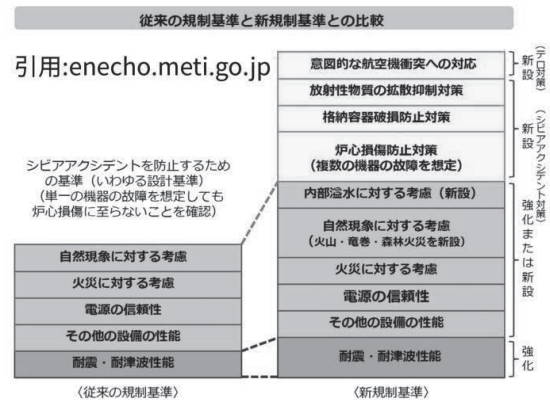 従来の規制基準と新規制基準との比較
引用:enecho.meti.go.jp
シビアアクシデントを防止するため
の基準（いわゆる設計基準）
（単一の機器の故障を想定しても
炉心損傷に至らないことを確認）
自然現象に対する考慮
火災に対する考慮
電源の信頼性
その他の設備の性能
耐震・耐津波性能
〈従来の規制基準〉
意図的な航空機衝突への対応
放射性物質の拡散抑制対策
格納容器破損防止対策
炉心損傷防止対策
（複数の機器の故障を想定）
内部溢水に対する考慮（新設）
自然現象に対する考慮
（火山・竜巻・森林火災を新設）
火災に対する考慮
電源の信頼性
その他の設備の性能
耐震・耐津波性能
〈新規制基準〉
新設
（テロ対策）
新設
（シビアアクシデント対策）
強化または新設
強化